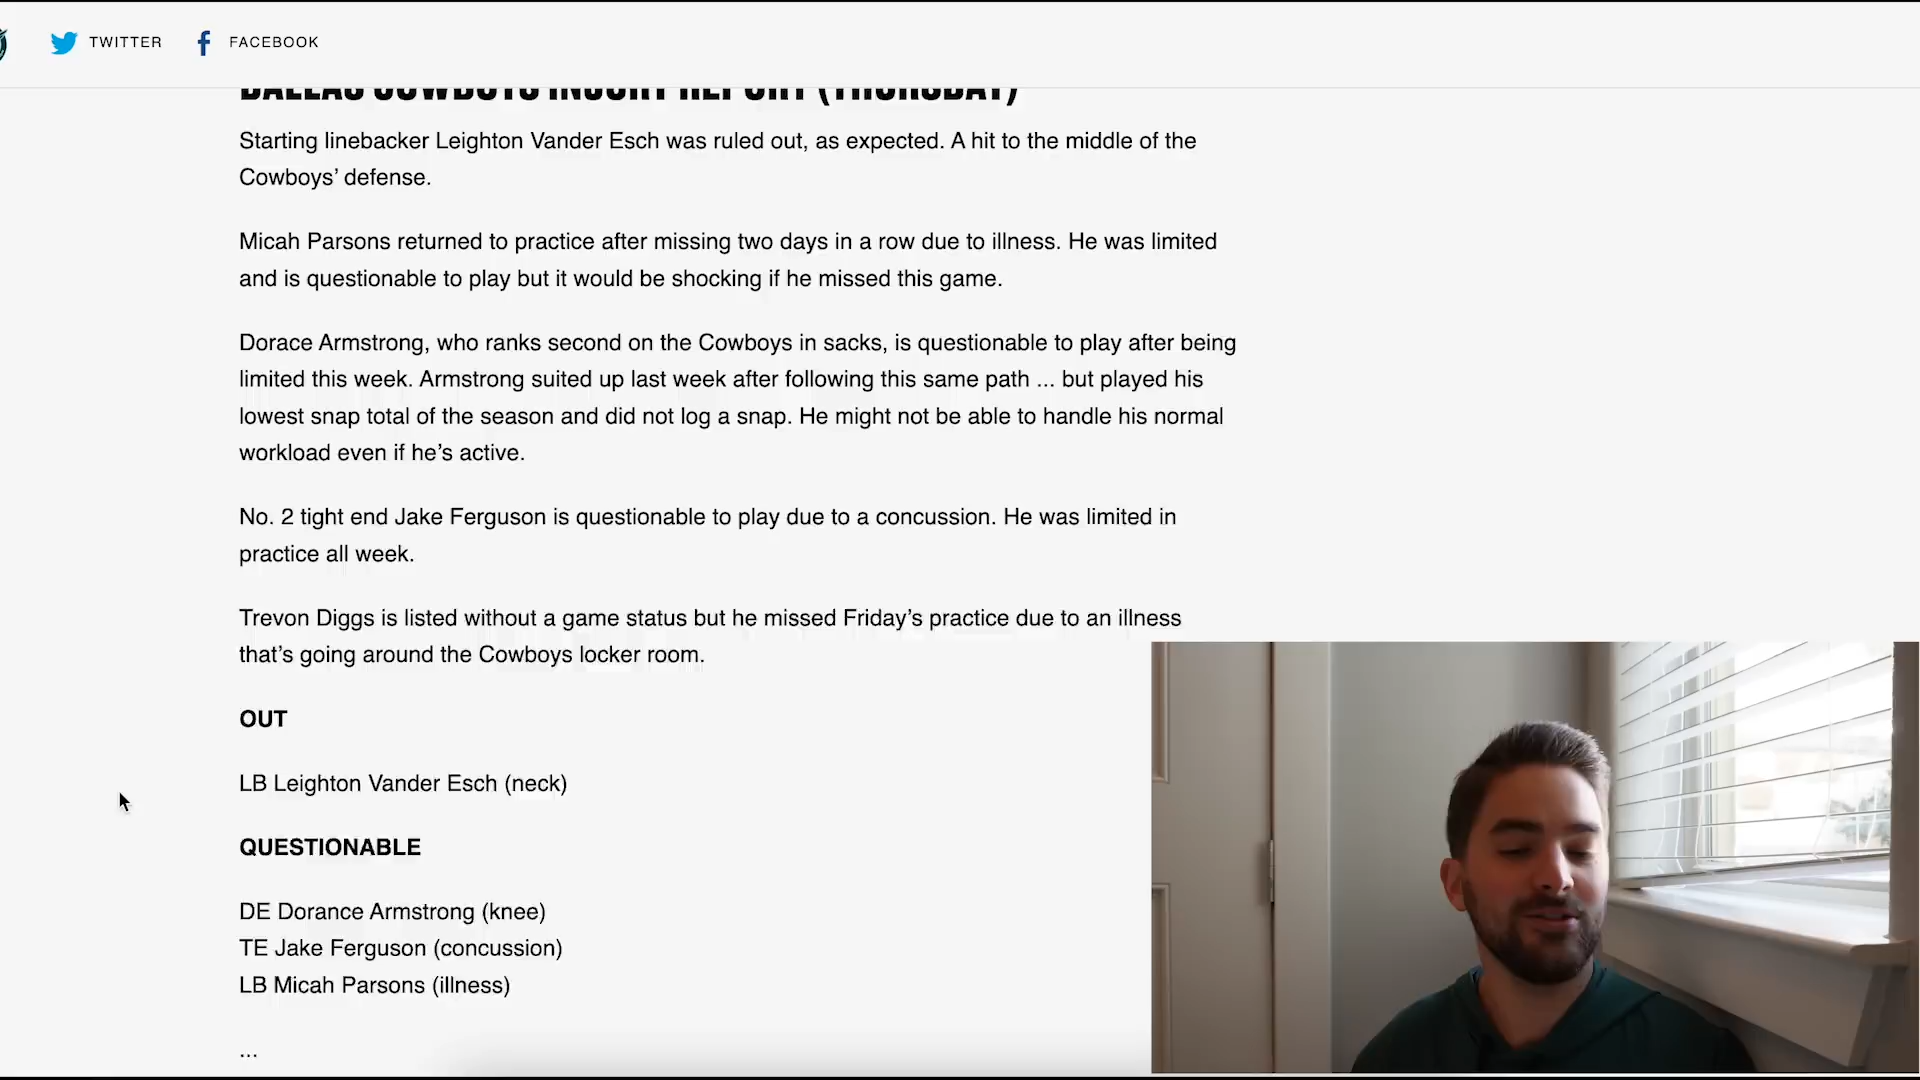 TWITTER FACEBOOK
DALLAS COWBOYS INJURY REPORT (THURSDAY)
Starting linebacker Leighton Vander Esch was ruled out, as expected. A hit to the middle of the
Cowboys’ defense.
Micah Parsons returned to practice after missing two days in a row due to illness. He was limited
and is questionable to play but it would be shocking if he missed this game.
Dorace Armstrong, who ranks second on the Cowboys in sacks, is questionable to play after being
limited this week. Armstrong suited up last week after following this same path ... but played his
lowest snap total of the season and did not log a snap. He might not be able to handle his normal
workload even if he’s active.
No. 2 tight end Jake Ferguson is questionable to play due to a concussion. He was limited in
practice all week.
Trevon Diggs is listed without a game status but he missed Friday’s practice due to an illness
that’s going around the Cowboys locker room.
OUT
LB Leighton Vander Esch (neck)
QUESTIONABLE
DE Dorance Armstrong (knee)
TE Jake Ferguson (concussion)
LB Micah Parsons (illness)
...